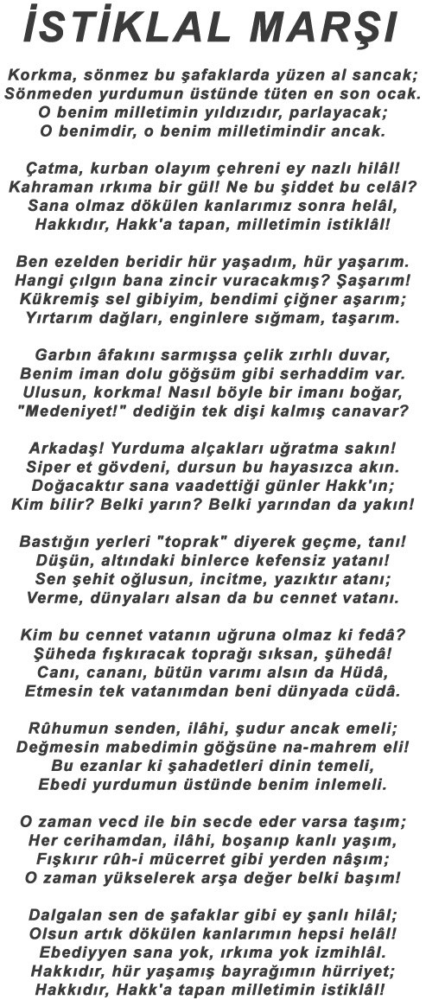 İSTİKLAL MARŞI
Korkma, sönmez bu şafaklarda yüzen al sancak;
Sönmeden yurdumun üstünde tüten en son ocak.
O benim milletimin yıldızıdır, parlayacak;
O benimdir, o benim milletimindir ancak.
Çatma, kurban olayım çehreni ey nazlı hilâl!
Kahraman ırkıma bir gül! Ne bu şiddet bu celâl?
Sana olmaz dökülen kanlarımız sonra helâl,
Hakkıdır, Hakk'a tapan, milletimin istiklâl!
Ben ezelden beridir hür yaşadım, hür yaşarım.
Hangi çılgın bana zincir vuracakmış? Şaşarım!
Kükremiş sel gibiyim, bendimi çiğner aşarım;
Yırtarım dağları, enginlere sığmam, taşarım.
Garbın âfakını sarmışsa çelik zırhlı duvar,
Benim iman dolu göğsüm gibi serhaddim var.
Ulusun, korkma! Nasıl böyle bir imanı boğar,
"Medeniyet!" dediğin tek dişi kalmış canavar?
Arkadaş! Yurduma alçakları uğratma sakın!
Siper et gövdeni, dursun bu hayasızca akın.
Doğacaktır sana vaadettiği günler Hakk'ın;
Kim bilir? Belki yarın? Belki yarından da yakın!
Bastığın yerleri "toprak" diyerek geçme, tanı!
Düşün, altındaki binlerce kefensiz yatanı!
Sen şehit oğlusun, incitme, yazıktır atanı;
Verme, dünyaları alsan da bu cennet vatanı.
Kim bu cennet vatanın uğruna olmaz ki fedâ?
Şüheda fışkıracak toprağı sıksan, şühedâ!
Canı, cananı, bütün varımı alsın da Hüdâ,
Etmesin tek vatanımdan beni dünyada cüdâ.
Rûhumun senden, ilâhi, şudur ancak emeli;
Değmesin mabedimin göğsüne na-mahrem eli!
Bu ezanlar ki şahadetleri dinin temeli,
Ebedi yurdumun üstünde benim inlemeli.
O zaman vecd ile bin secde eder varsa taşım;
Her cerihamdan, ilâhi, boşanıp kanlı yaşım,
Fışkırır rûh-i mücerret gibi yerden nâşım;
O zaman yükselerek arşa değer belki başım!
Dalgalan sen de şafaklar gibi ey şanlı hilâl;
Olsun artık dökülen kanlarımın hepsi helâl!
Ebediyyen sana yok, ırkıma yok izmihlâl.
Hakkıdır, hür yaşamış bayrağımın hürriyet;
Hakkıdır, Hakk'a tapan milletimin istiklâl!